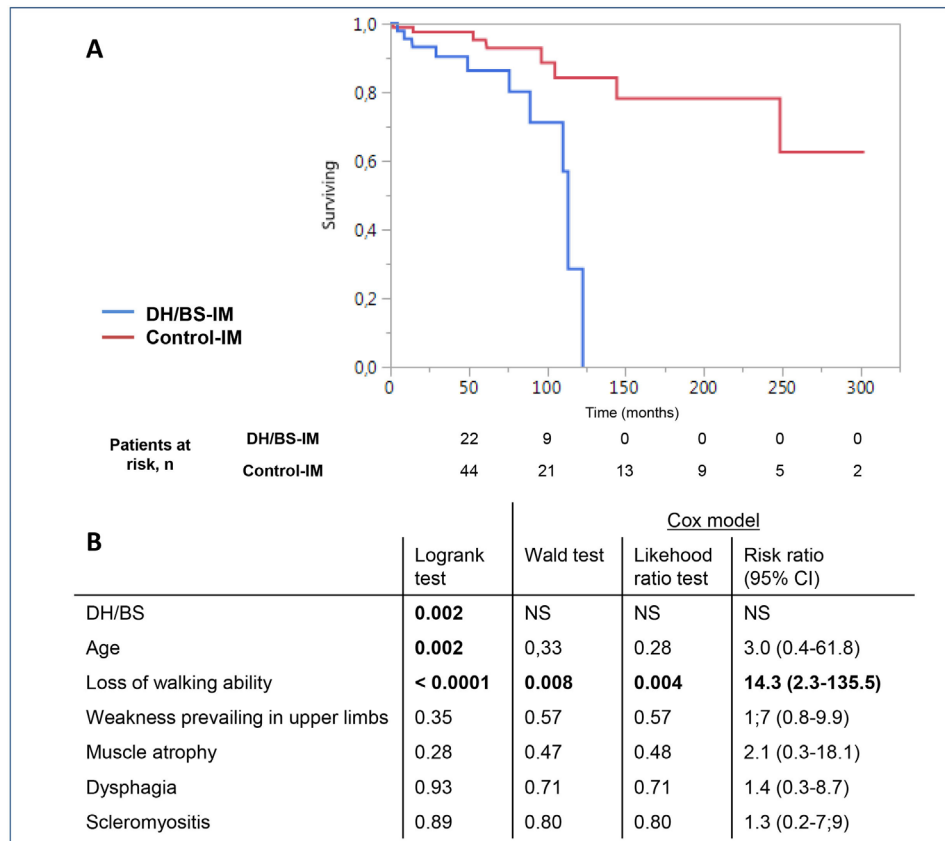 A
1,0
0,8
0,6
0,4
0,2
0,0
Surviving
DH/BS-IM
Control-IM
0 50 100 150 200 250 300
Time (months)
Patients at risk, n
DH/BS-IM 22 9 0 0 0 0
Control-IM 44 21 13 9 5 2
B
Cox model
Logrank test Wald test Likehood ratio test Risk ratio (95% CI)
DH/BS 0.002 NS NS NS
Age 0.002 0,33 0.28 3.0 (0.4-61.8)
Loss of walking ability < 0.0001 0.008 0.004 14.3 (2.3-135.5)
Weakness prevailing in upper limbs 0.35 0.57 0.57 1;7 (0.8-9.9)
Muscle atrophy 0.28 0.47 0.48 2.1 (0.3-18.1)
Dysphagia 0.93 0.71 0.71 1.4 (0.3-8.7)
Scleromyositis 0.89 0.80 0.80 1.3 (0.2-7;9)